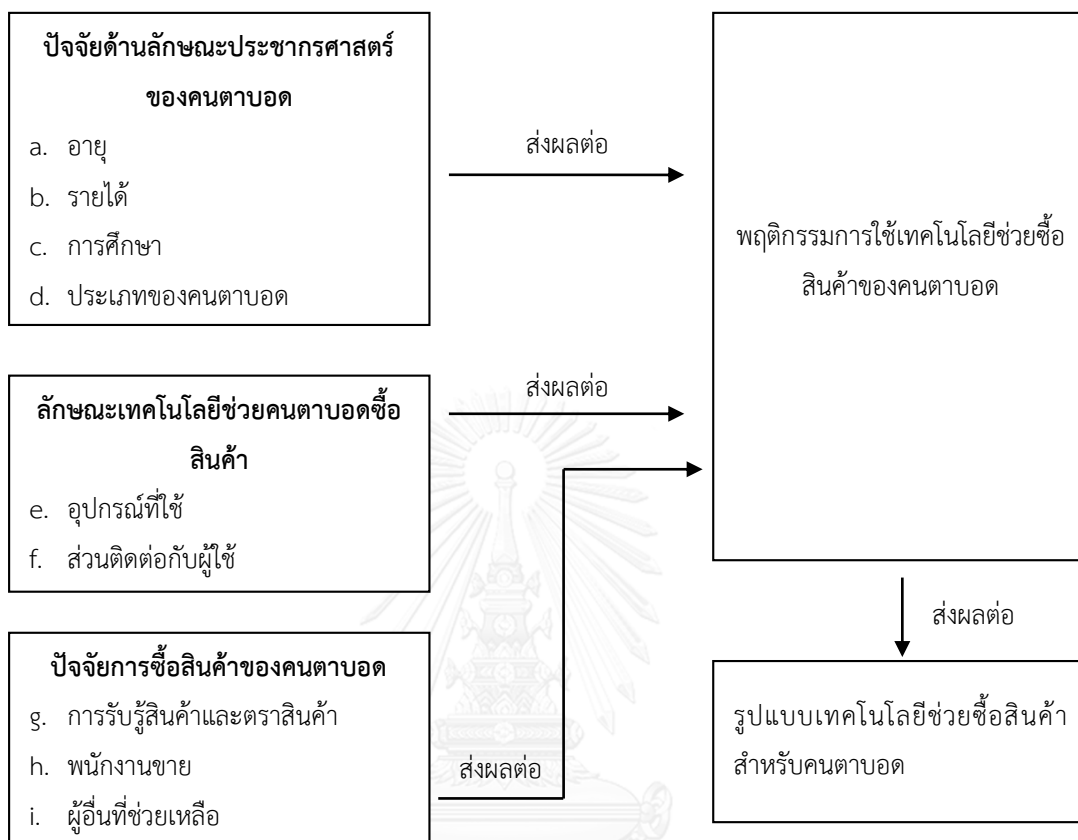 ปัจจัยด้านลักษณะประชากรศาสตร์
ของคนตาบอด
a. อายุ
b. รายได้
c. การศึกษา
d. ประเภทของคนตาบอด
ส่งผลต่อ
พฤติกรรมการใช้เทคโนโลยีช่วยซื้อ
สินค้าของคนตาบอด
ลักษณะเทคโนโลยีช่วยคนตาบอดซื้อ
สินค้า
e. อุปกรณ์ที่ใช้
f. ส่วนติดต่อกับผู้ใช้
ส่งผลต่อ
ปัจจัยการซื้อสินค้าของคนตาบอด
g. การรับรู้สินค้าและตราสินค้า
h. พนักงานขาย
i. ผู้อื่นที่ช่วยเหลือ
ส่งผลต่อ
ส่งผลต่อ
รูปแบบเทคโนโลยีช่วยซื้อสินค้า
สำหรับคนตาบอด